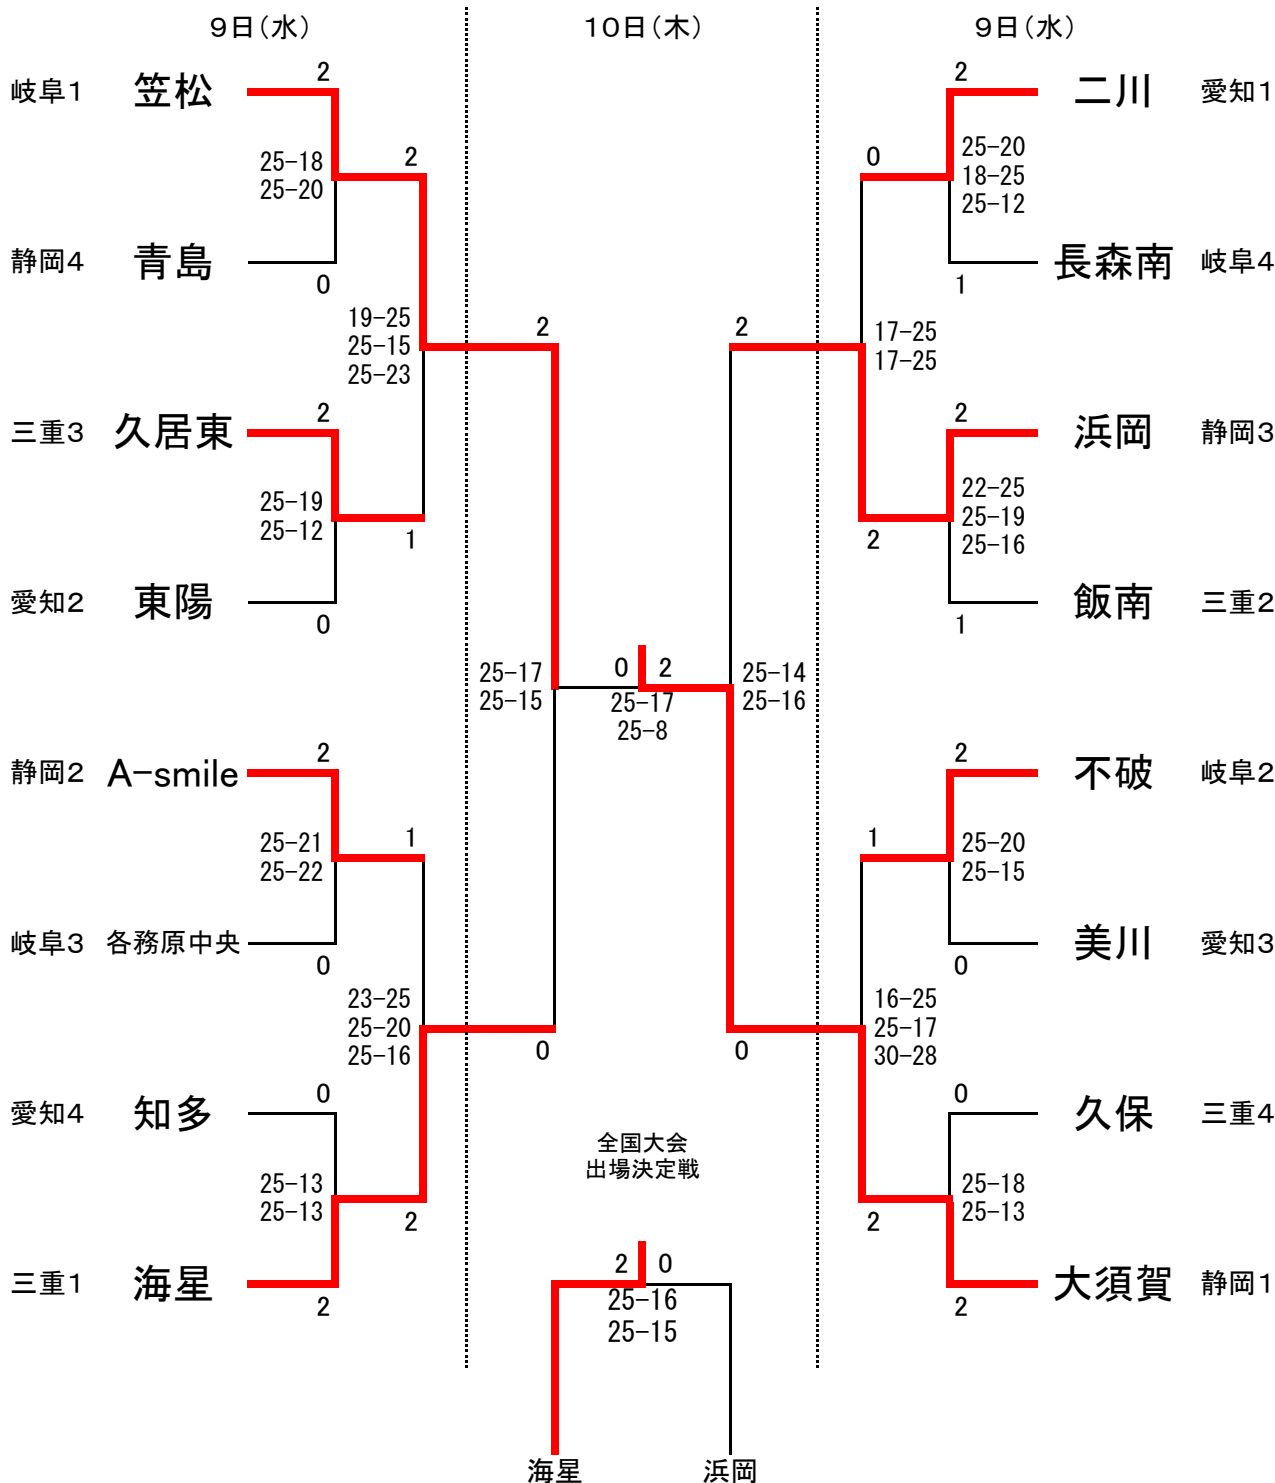 9日(水)
10日(木)
9日(水)
岐阜1 笠松 2
2 二川 愛知1
25-18
25-20
2
0
25-20
18-25
25-12
静岡4 青島 0
1 長森南 岐阜4
19-25
25-15
25-23
2
2
17-25
17-25
三重3 久居東 2
2 浜岡 静岡3
25-19
25-12
1
2
22-25
25-19
25-16
愛知2 東陽 0
1 飯南 三重2
25-17
25-15
0 2
25-17
25-8
25-14
25-16
静岡2 A-smile 2
2 不破 岐阜2
25-21
25-22
1
1
25-20
25-15
岐阜3 各務原中央 0
0 美川 愛知3
23-25
25-20
25-16
0
0
16-25
25-17
30-28
愛知4 知多 0
0 久保 三重4
全国大会
出場決定戦
25-13
25-13
2
2
25-18
25-13
三重1 海星 2
2 大須賀 静岡1
2 0
25-16
25-15
海星 浜岡